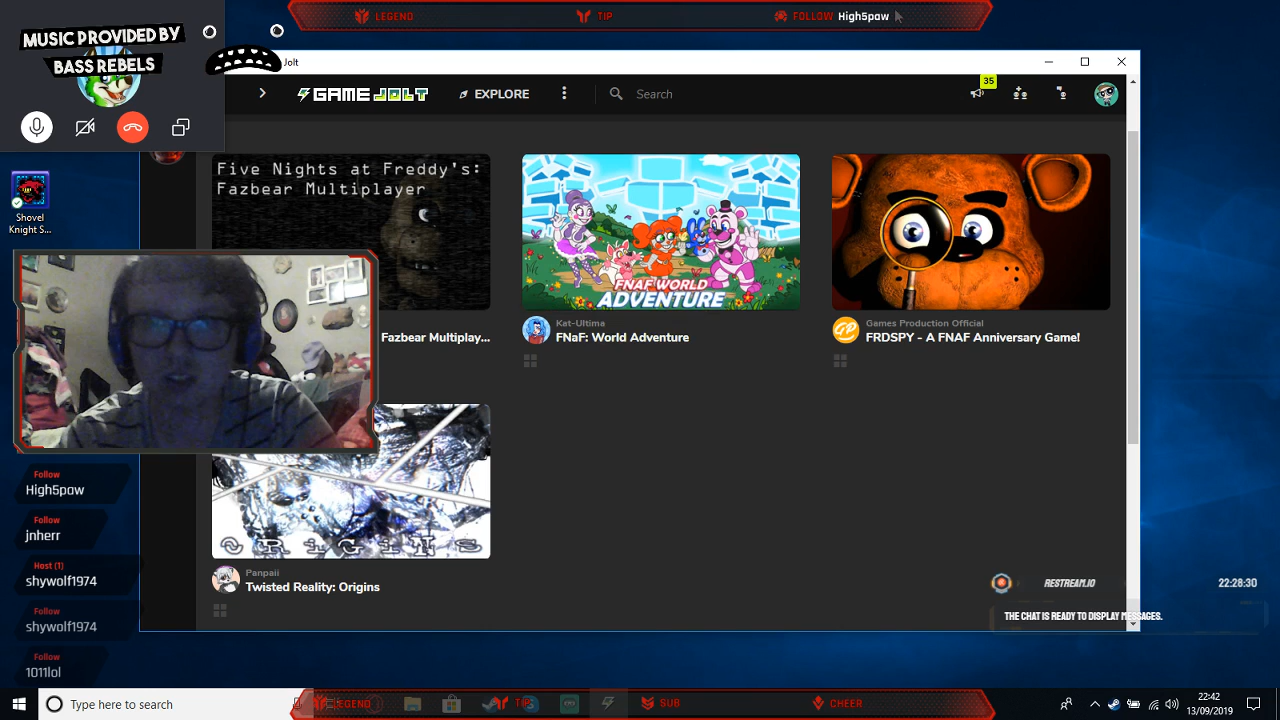 LEGEND
TIP
FOLLOW High5paw
MUSIC PROVIDED BY
BASS REBELS
Jolt
GAME JOLT
EXPLORE
Search
35
Five Nights at Freddy's:
Fazbear Multiplayer
FNAF WORLD
ADVENTURE
Shovel
Knight S...
Fazbear Multiplay...
Kat-Ultima
FNaF: World Adventure
GP
Games Production Official
FRDSPY - A FNAF Anniversary Game!
Follow
High5paw
Follow
jnherr
Host (1)
shywolf1974
Follow
shywolf1974
Follow
1011lol
ORIGINS
Panpaii
Twisted Reality: Origins
RESTREAM.IO
22:28:30
THE CHAT IS READY TO DISPLAY MESSAGES.
Type here to search
LEGEND
TIP
SUB
CHEER
22:42
13/09/2019